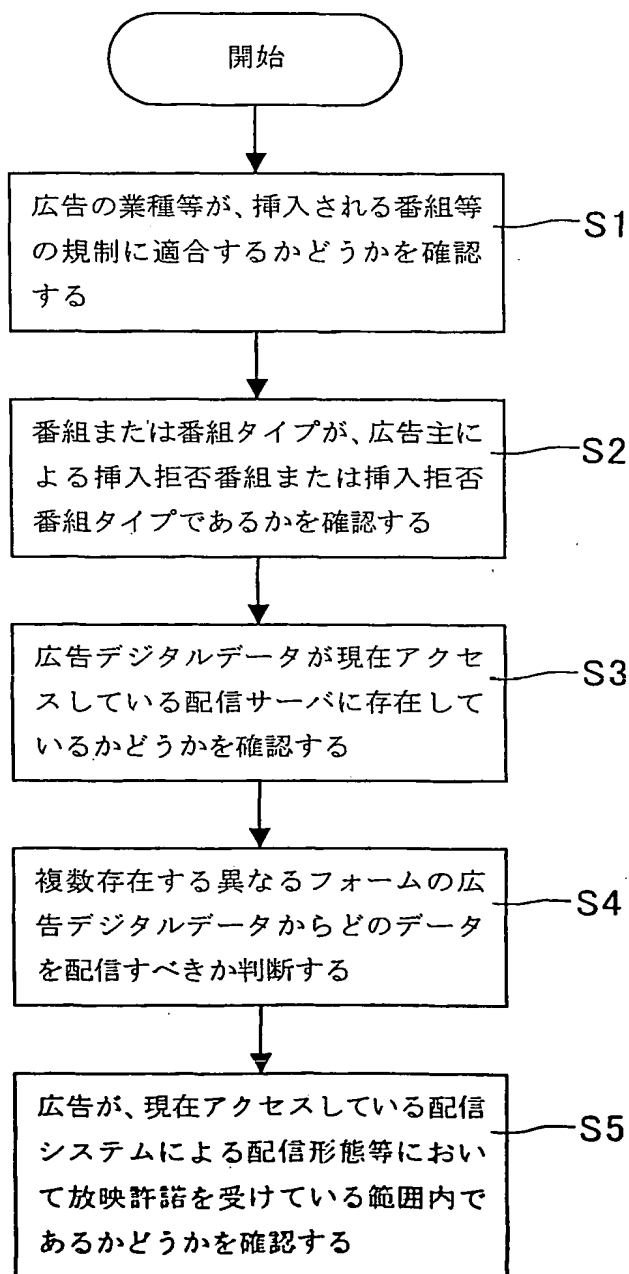 開始
広告の業種等が、挿入される番組等
の規制に適合するかどうかを確認
する
S1
番組または番組タイプが、広告主に
よる挿入拒否番組または挿入拒否
番組タイプであるかを確認する
S2
広告デジタルデータが現在アクセ
スしている配信サーバに存在して
いるかどうかを確認する
S3
複数存在する異なるフォームの広
告デジタルデータからどのデータ
を配信すべきか判断する
S4
広告が、現在アクセスしている配信
システムによる配信形態等におい
て放映許諾を受けている範囲内で
あるかどうかを確認する
S5